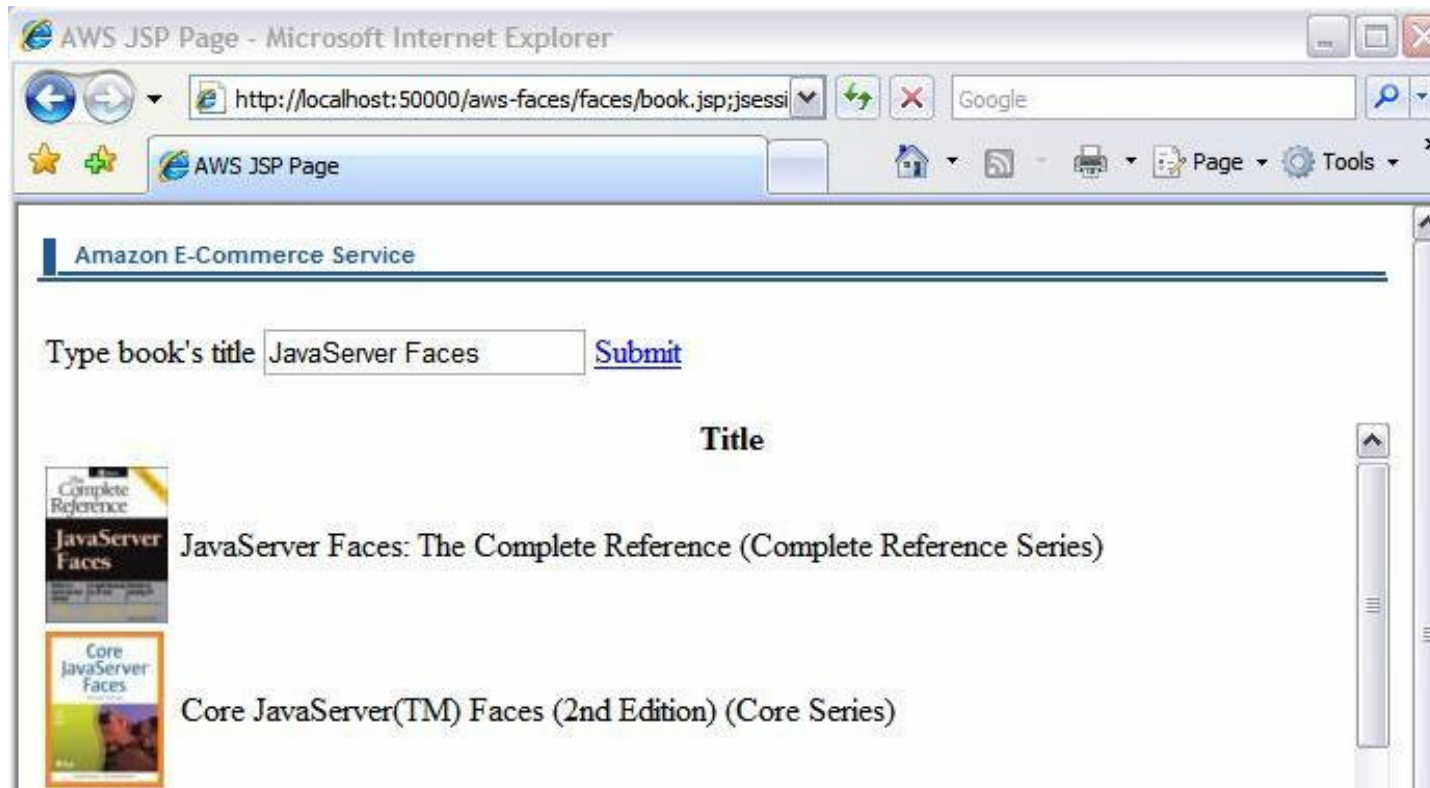 AWS JSP Page - Microsoft Internet Explorer
http://localhost:50000/aws-faces/faces/book.jsp;jsessi
Google
AWS JSP Page
Page
Tools
Amazon E-Commerce Service
Type book's title JavaServer Faces Submit
Title
The
Complete
Reference
JavaServer
Faces
JavaServer Faces: The Complete Reference (Complete Reference Series)
Core
JavaServer
Faces
Core JavaServer(TM) Faces (2nd Edition) (Core Series)